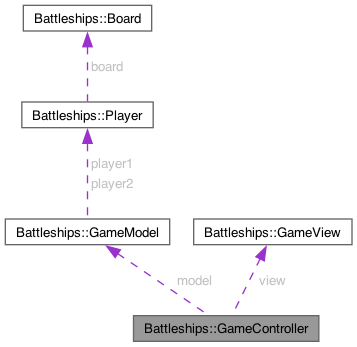 Battleships::Board
board
Battleships::Player
player1
player2
Battleships::GameModel
Battleships::GameView
model
view
Battleships::GameController